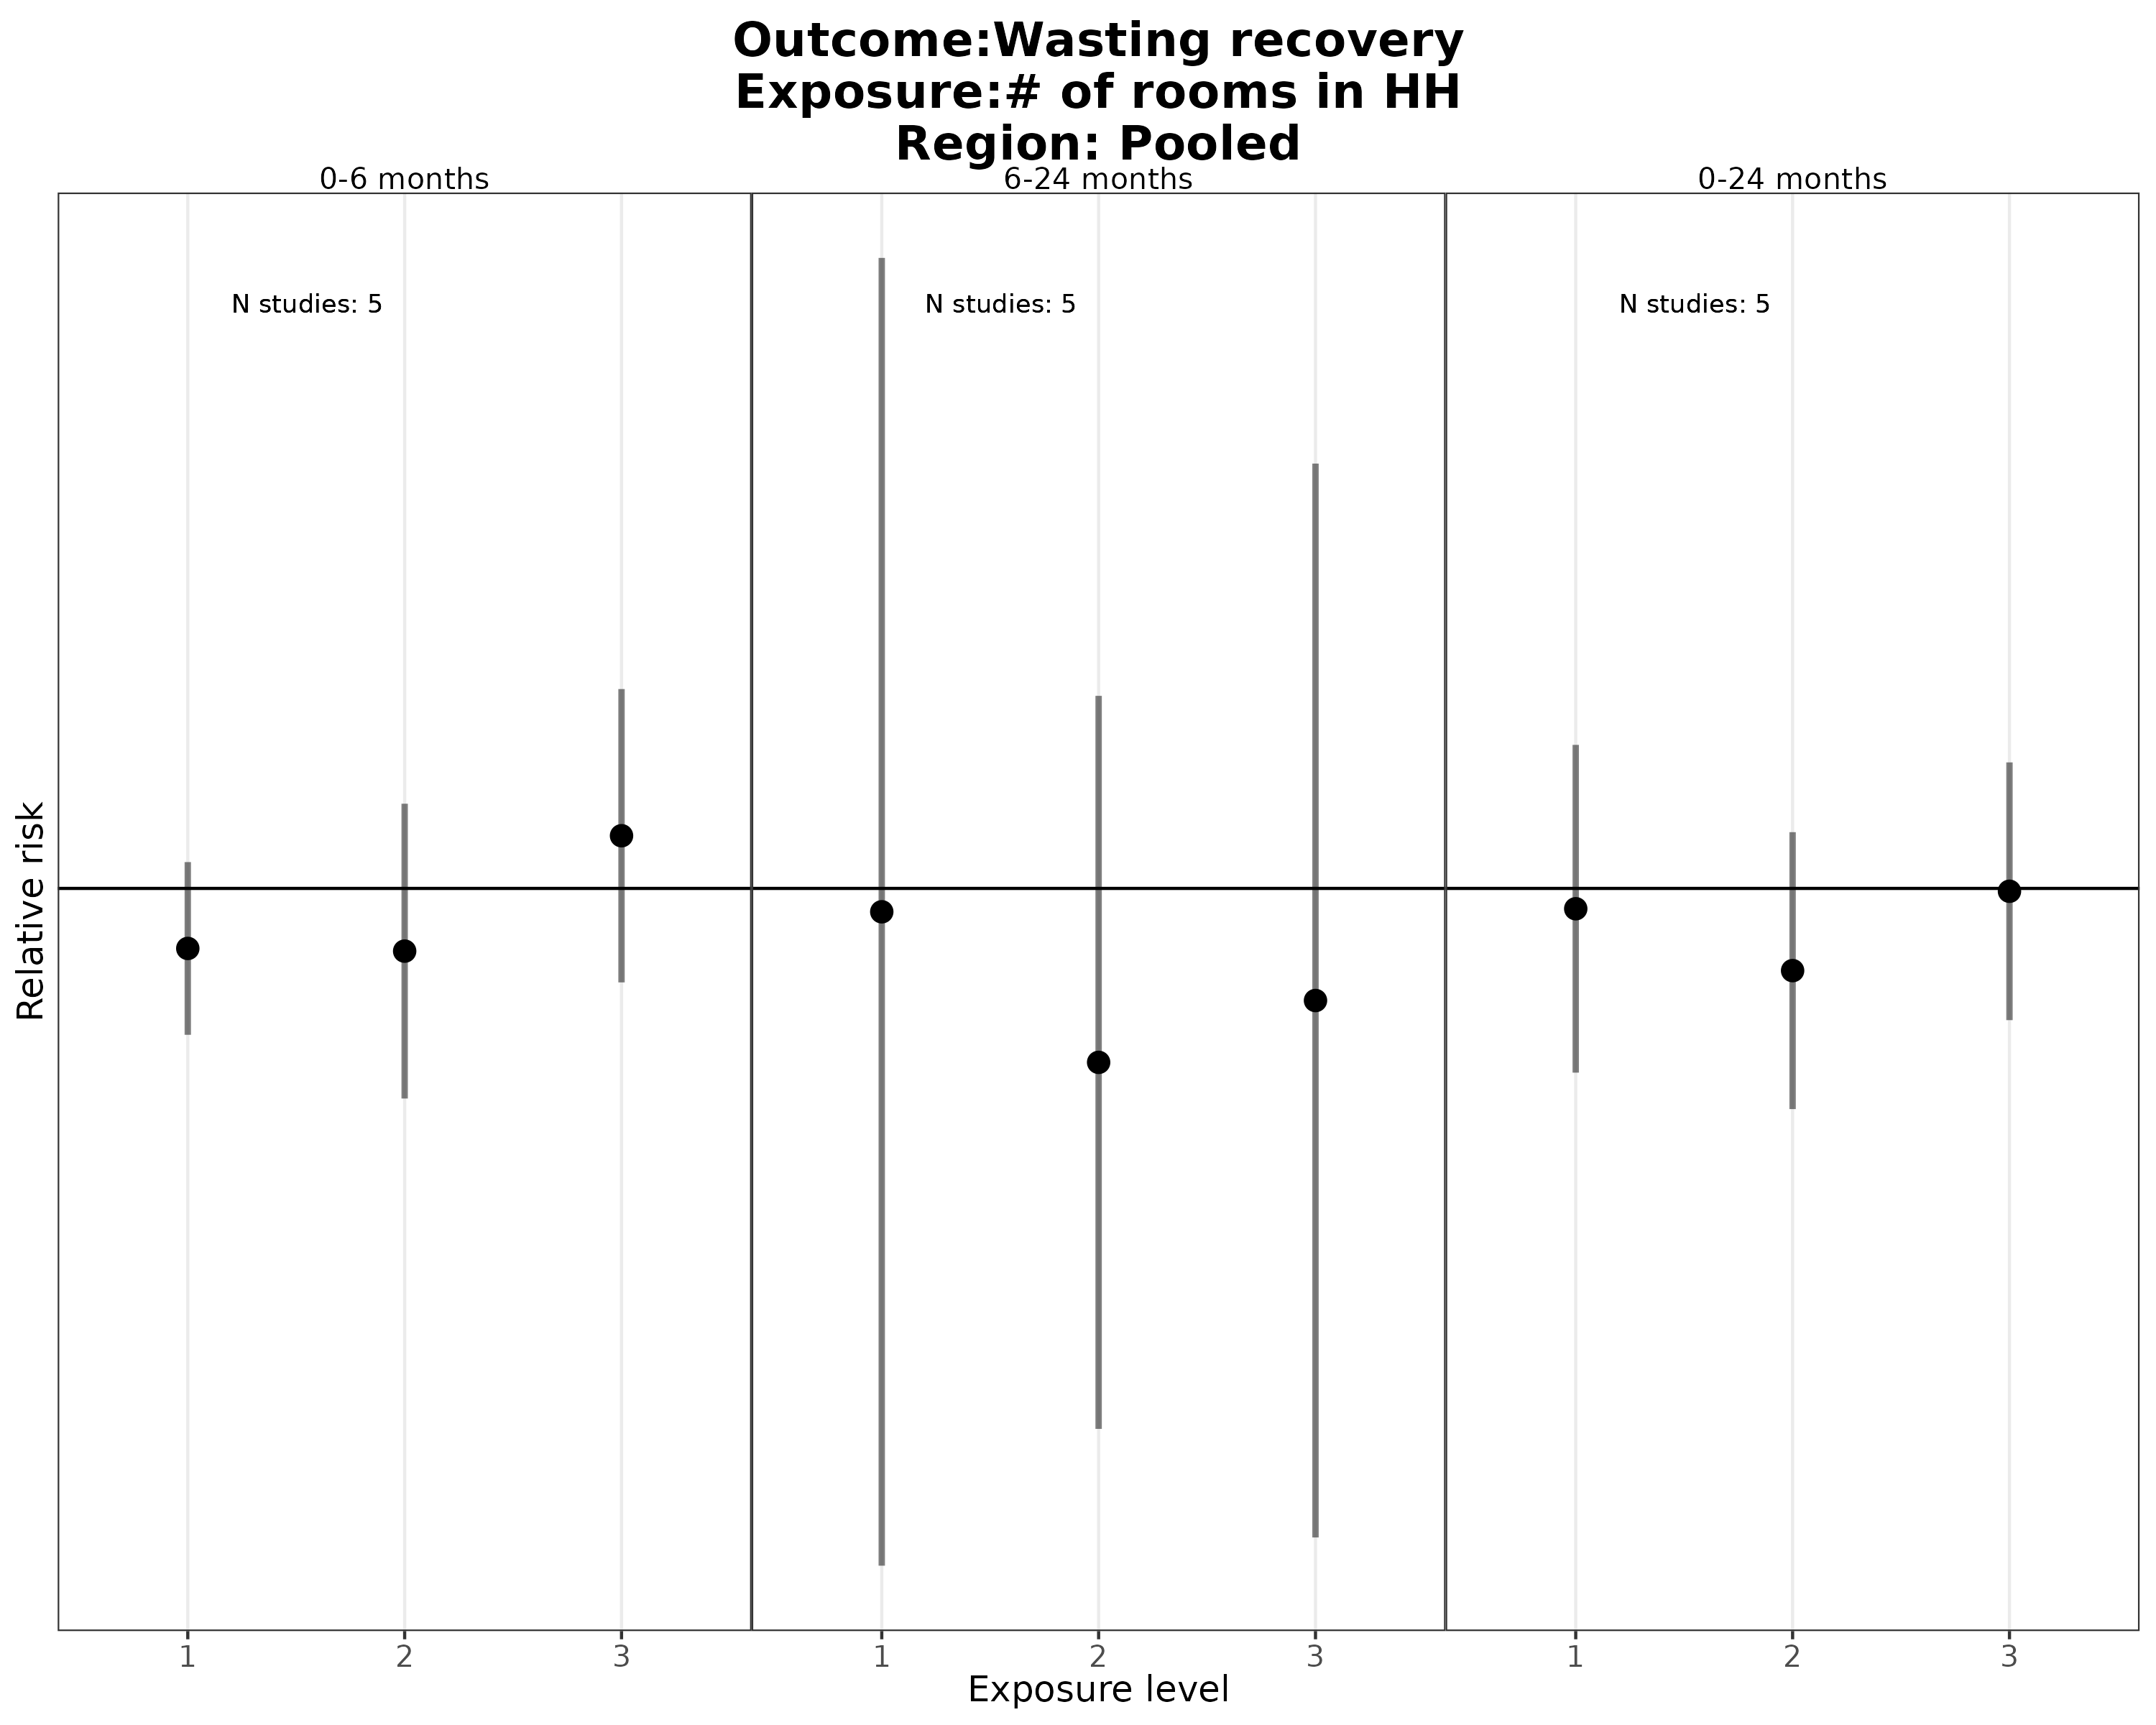 Outcome:Wasting recovery
Exposure:# of rooms in HH
Region: Pooled
0-6 months
6-24 months
0-24 months
N studies: 5
N studies: 5
N studies: 5
Relative risk
1 2 3
1 2 3
1 2 3
Exposure level